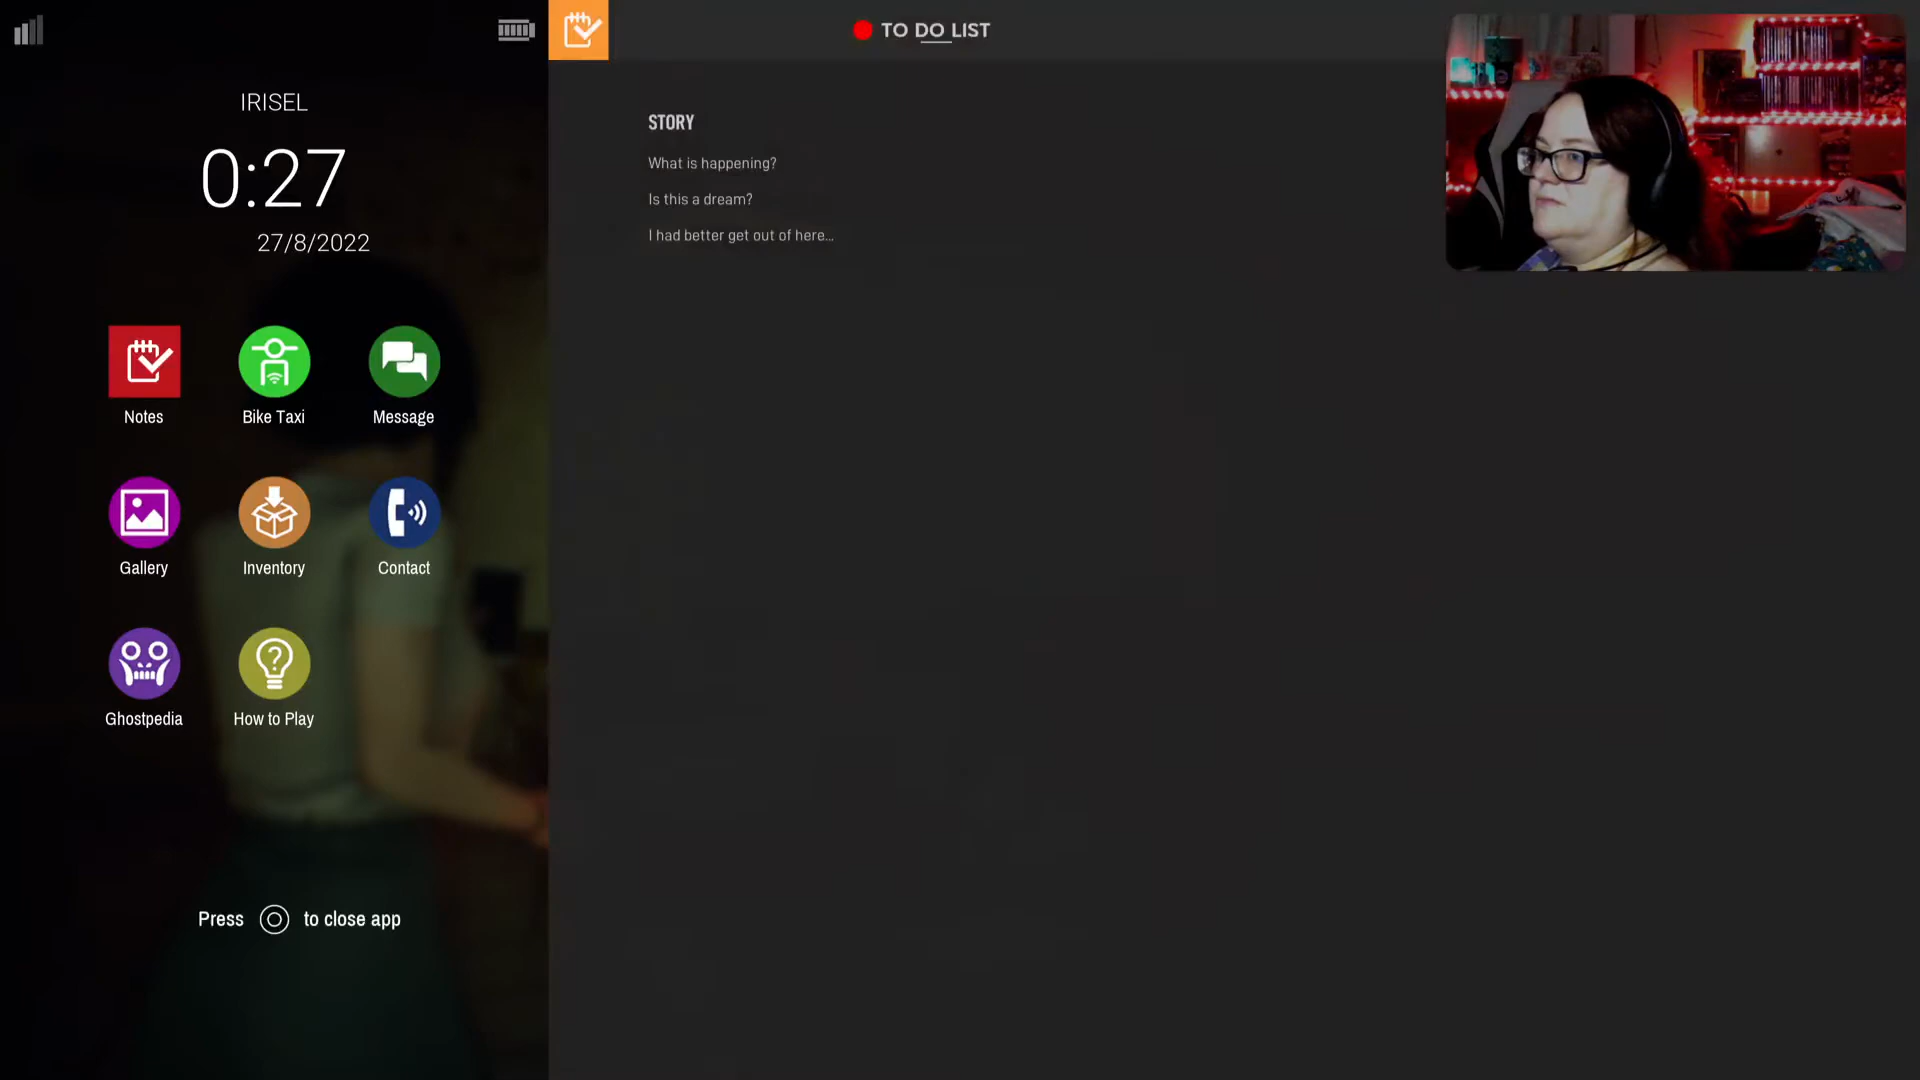 IRISEL
0:27
27/8/2022
Notes
Bike Taxi
Message
Gallery
Inventory
Contact
Ghostpedia
How to Play
Press to close app
TO DO LIST
STORY
What is happening?
Is this a dream?
I had better get out of here...